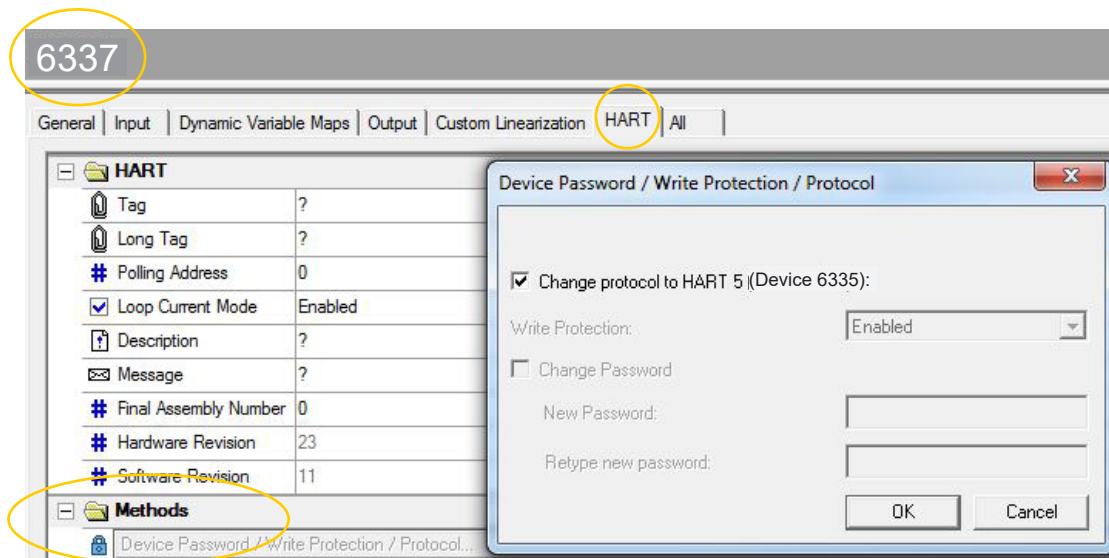 6337
General Input Dynamic Variable Maps Output Custom Linearization HART All
HART
Tag ?
Long Tag ?
Polling Address 0
Loop Current Mode Enabled
Description ?
Message ?
Final Assembly Number 0
Hardware Revision 23
Software Revision 11
Methods
Device Password / Write Protection / Protocol...
Device Password / Write Protection / Protocol
Change protocol to HART 5 (Device 6335):
Write Protection: Enabled
Change Password
New Password:
Retype new password:
OK Cancel